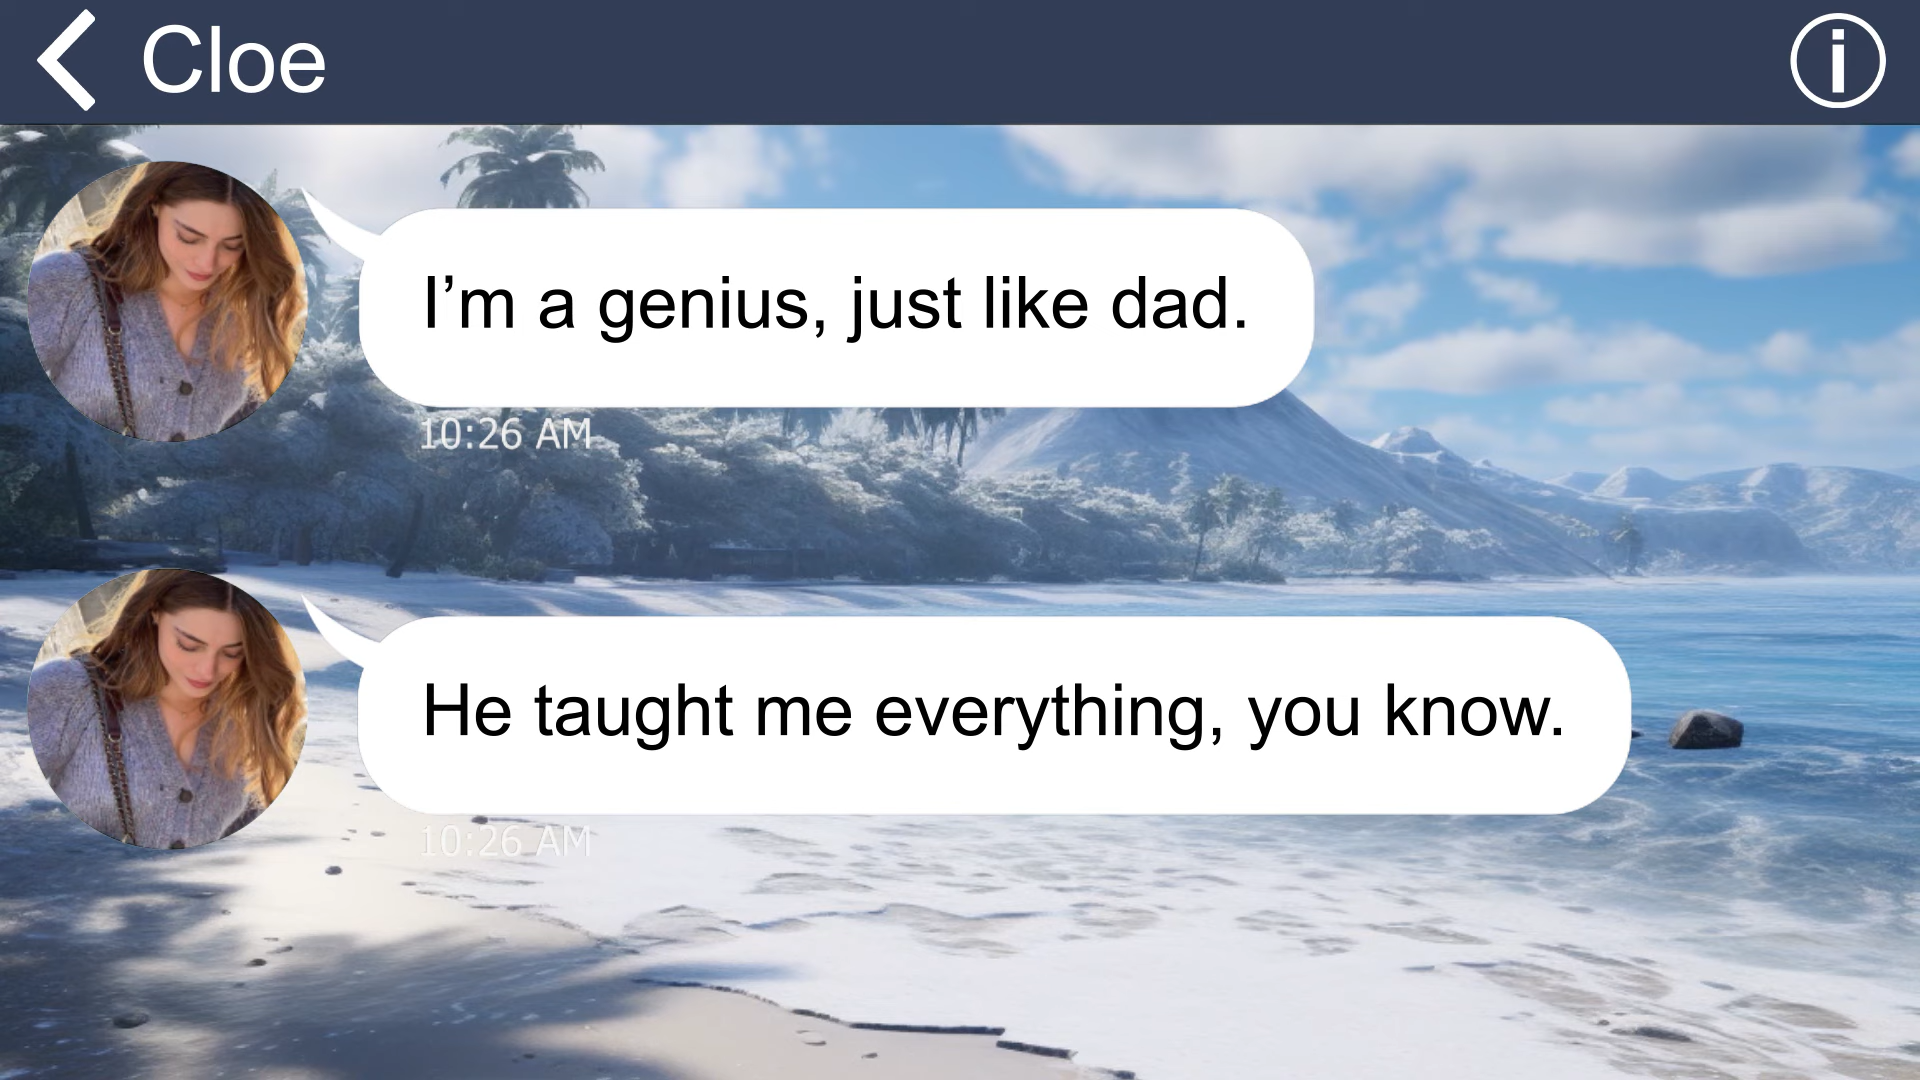 Cloe
I’m a genius, just like dad.
10:26 AM
He taught me everything, you know.
10:26 AM